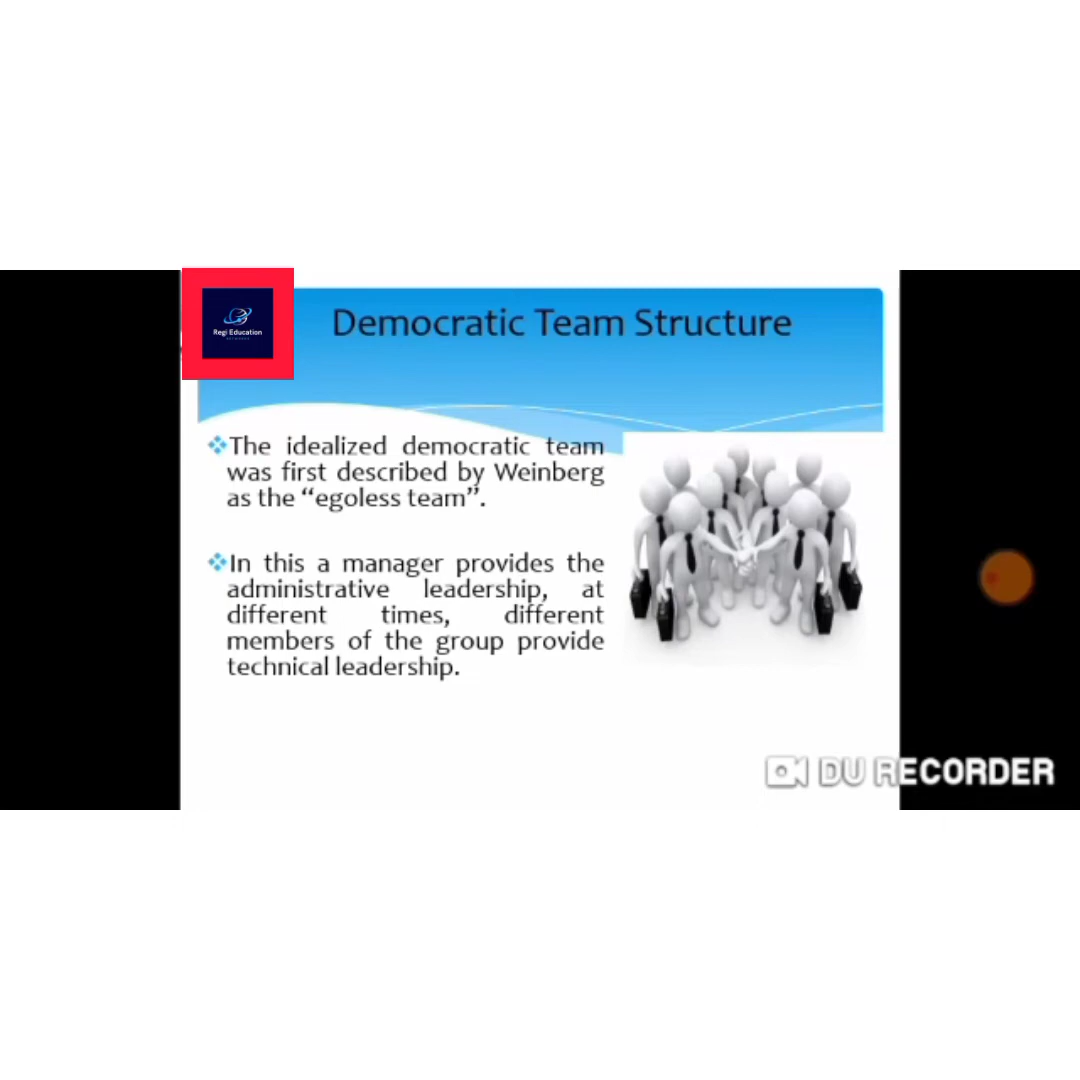 Regi Education
Democratic Team Structure
❖The idealized democratic team
was first described by Weinberg
as the “egoless team”.
❖In this a manager provides the
administrative leadership, at
different times, different
members of the group provide
technical leadership.
DU RECORDER